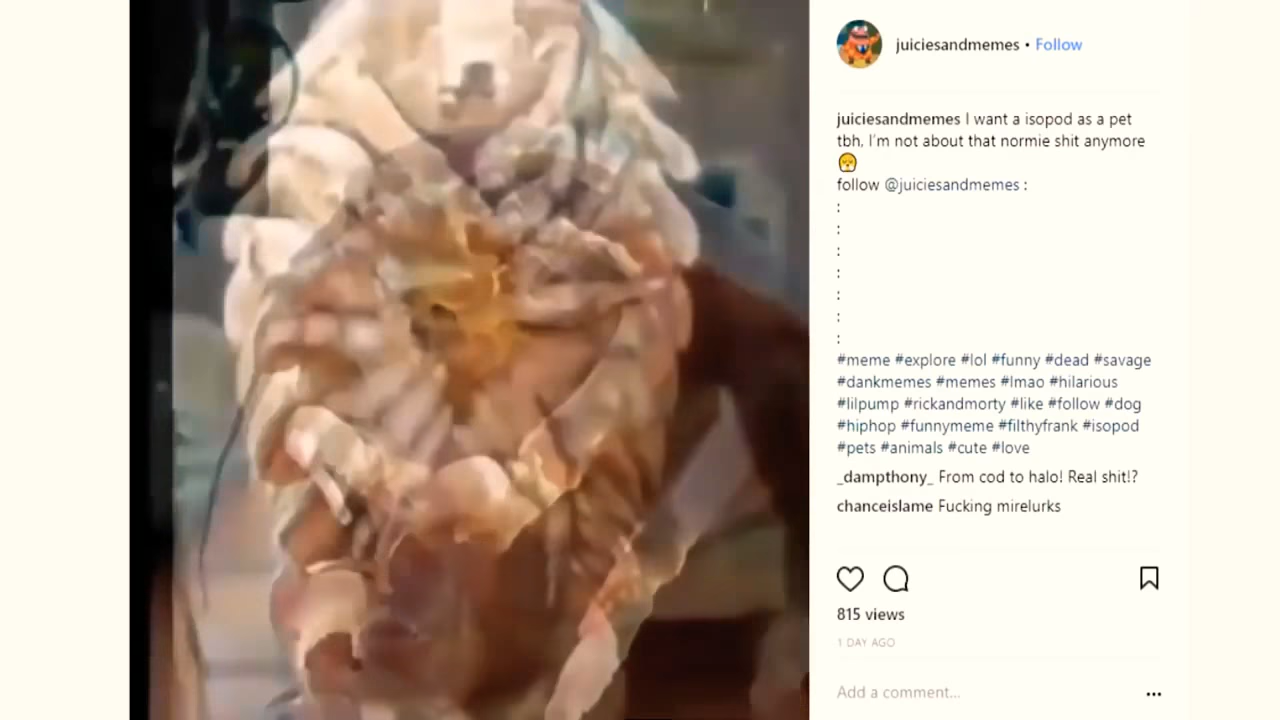 juiciesandmemes • Follow
juiciesandmemes I want a isopod as a pet
tbh, I'm not about that normie shit anymore
follow @juiciesandmemes :
:
:
:
:
:
:
:
#meme #explore #lol #funny #dead #savage
#dankmemes #memes #lmao #hilarious
#lilpump #rickandmorty #like #follow #dog
#hiphop #funnymeme #filthyfrank #isopod
#pets #animals #cute #love
_dampthony_ From cod to halo! Real shit!?
chanceislame Fucking mirelurks
815 views
1 DAY AGO
Add a comment...